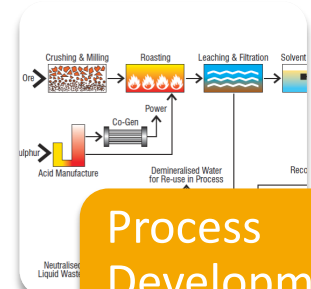 Crushing & Milling
Roasting
Leaching & Filtration
Solvent
Ore
Power
Co-Gen
ulphur
Acid Manufacture
Demineralised Water
for Re-use in Process
Reco
Neutralised
Liquid Waste
Process
Developm